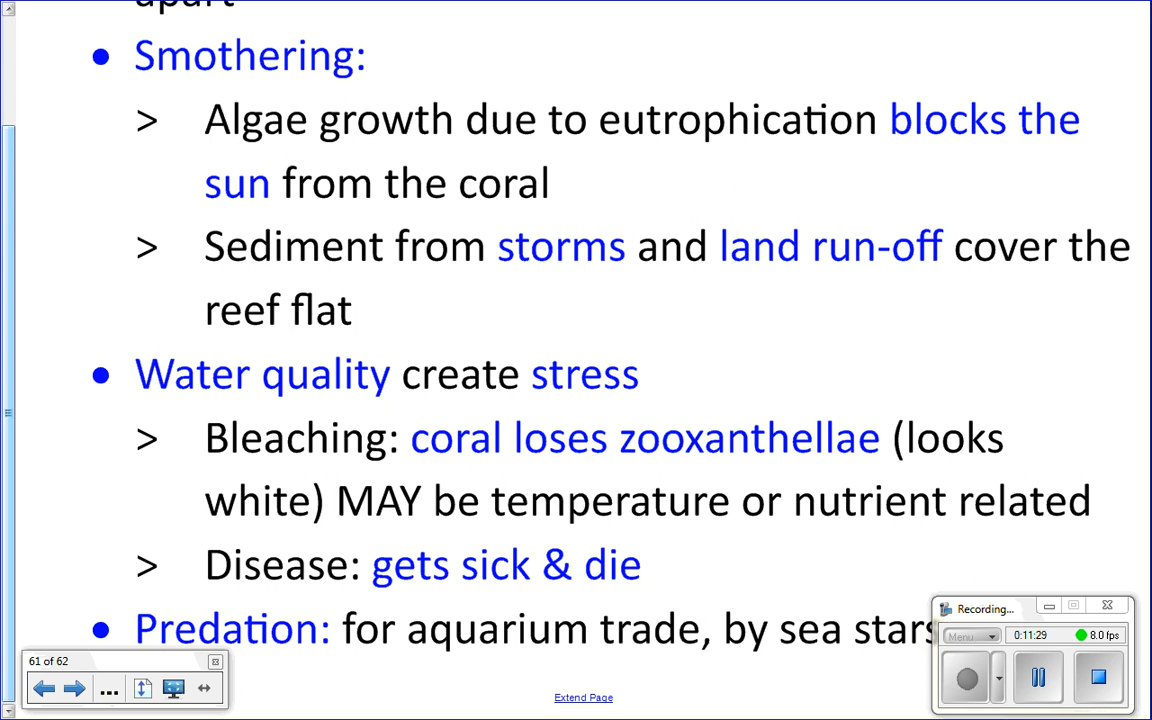 apart
• Smothering:
> Algae growth due to eutrophication blocks the
sun from the coral
> Sediment from storms and land run-off cover the
reef flat
• Water quality create stress
> Bleaching: coral loses zooxanthellae (looks
white) MAY be temperature or nutrient related
> Disease: gets sick & die
• Predation: for aquarium trade, by sea stars
Recording...
Menu 0:11:29 8.0 fps
61 of 62
...
Extend Page